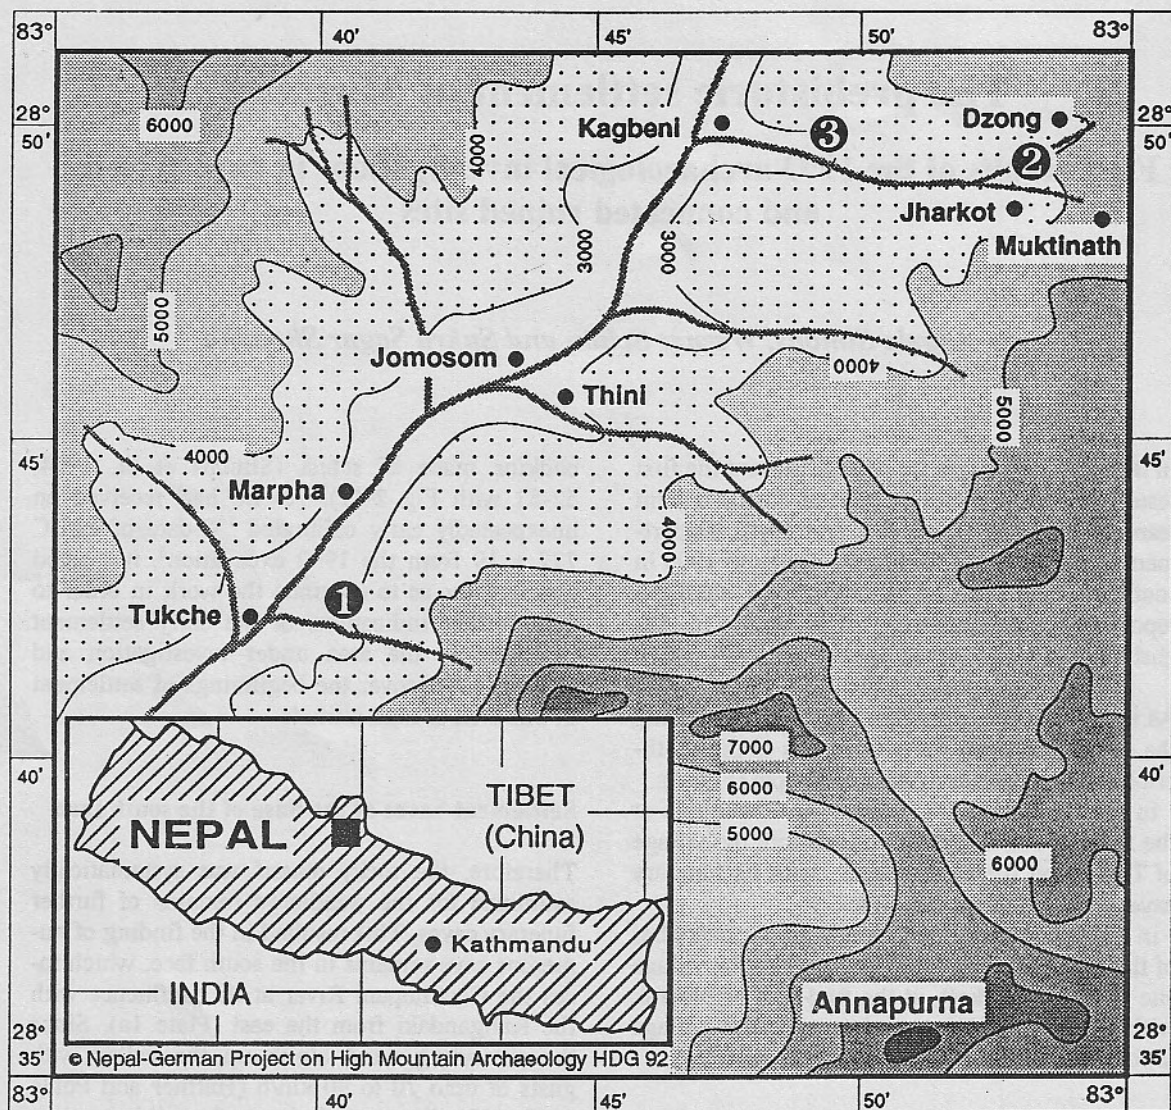 83° 40' 45' 50' 83°
28° 50'
28° 50'
6000
4000
Kagbeni
3
Dzong
2
Jharkot
Muktinath
3000
3000
5000
Jomosom
Thini
4000
5000
45'
45'
4000
Marpha
4000
Tukche
1
40'
40'
7000
6000
5000
6000
NEPAL
TIBET
(China)
Kathmandu
INDIA
Annapurna
28° 35'
28° 35'
© Nepal-German Project on High Mountain Archaeology HDG 92
83° 40' 45' 50' 83°